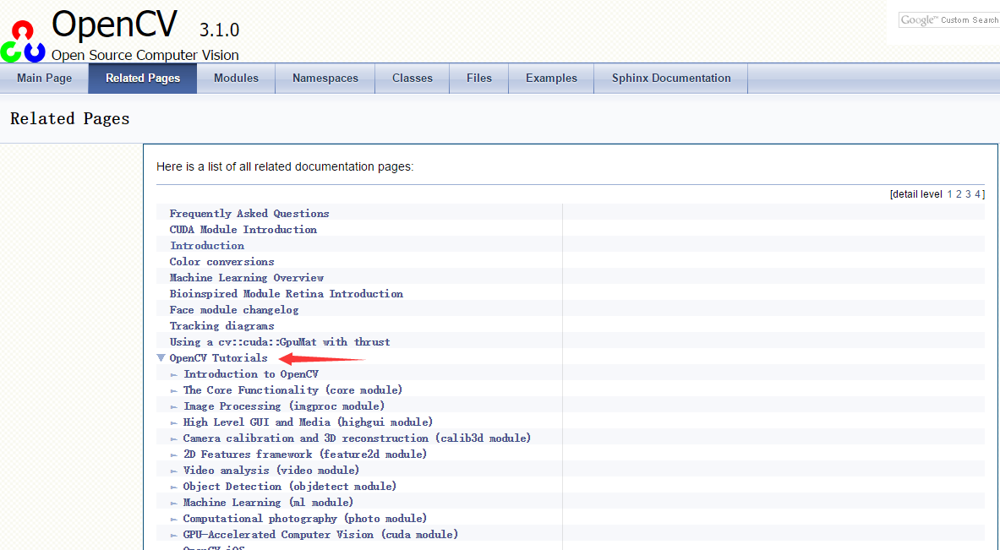 OpenCV 3.1.0
Open Source Computer Vision
Google™ Custom Search
Main Page Related Pages Modules Namespaces Classes Files Examples Sphinx Documentation
Related Pages
Here is a list of all related documentation pages:
[detail level 1 2 3 4]
Frequently Asked Questions
CUDA Module Introduction
Introduction
Color conversions
Machine Learning Overview
Bioinspired Module Retina Introduction
Face module changelog
Tracking diagrams
Using a cv::cuda::GpuMat with thrust
OpenCV Tutorials
Introduction to OpenCV
The Core Functionality (core module)
Image Processing (imgproc module)
High Level GUI and Media (highgui module)
Camera calibration and 3D reconstruction (calib3d module)
2D Features framework (feature2d module)
Video analysis (video module)
Object Detection (objdetect module)
Machine Learning (ml module)
Computational photography (photo module)
GPU-Accelerated Computer Vision (cuda module)
OpenCV iOS